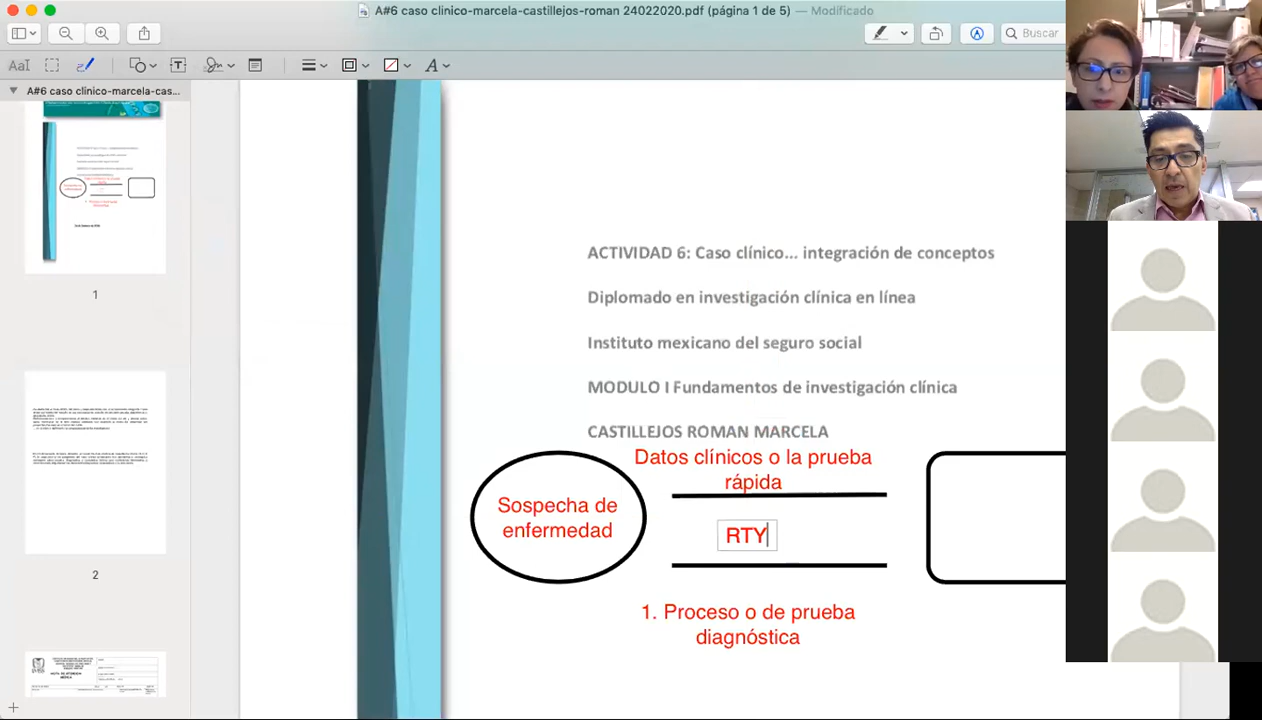 A#6 caso clinico-marcela-castillejos-roman 24022020.pdf (página 1 de 5) — Modificado
Buscar
AaI
T
A
A#6 caso clinico-marcela-cas...
1
2
ACTIVIDAD 6: Caso clínico... integración de conceptos
Diplomado en investigación clínica en línea
Instituto mexicano del seguro social
MODULO I Fundamentos de investigación clínica
CASTILLEJOS ROMAN MARCELA
Datos clínicos o la prueba
rápida
Sospecha de
enfermedad
RTY
1. Proceso o de prueba
diagnóstica